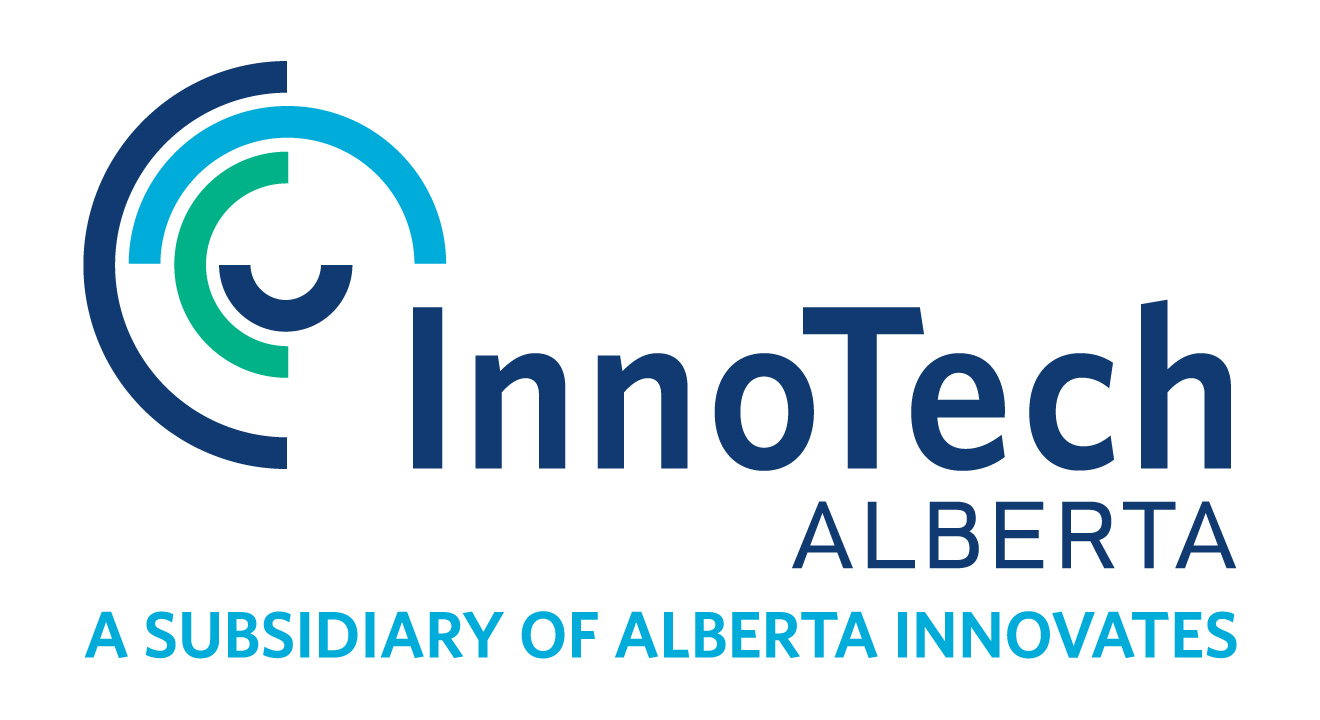 InnoTech
ALBERTA
A SUBSIDIARY OF ALBERTA INNOVATES